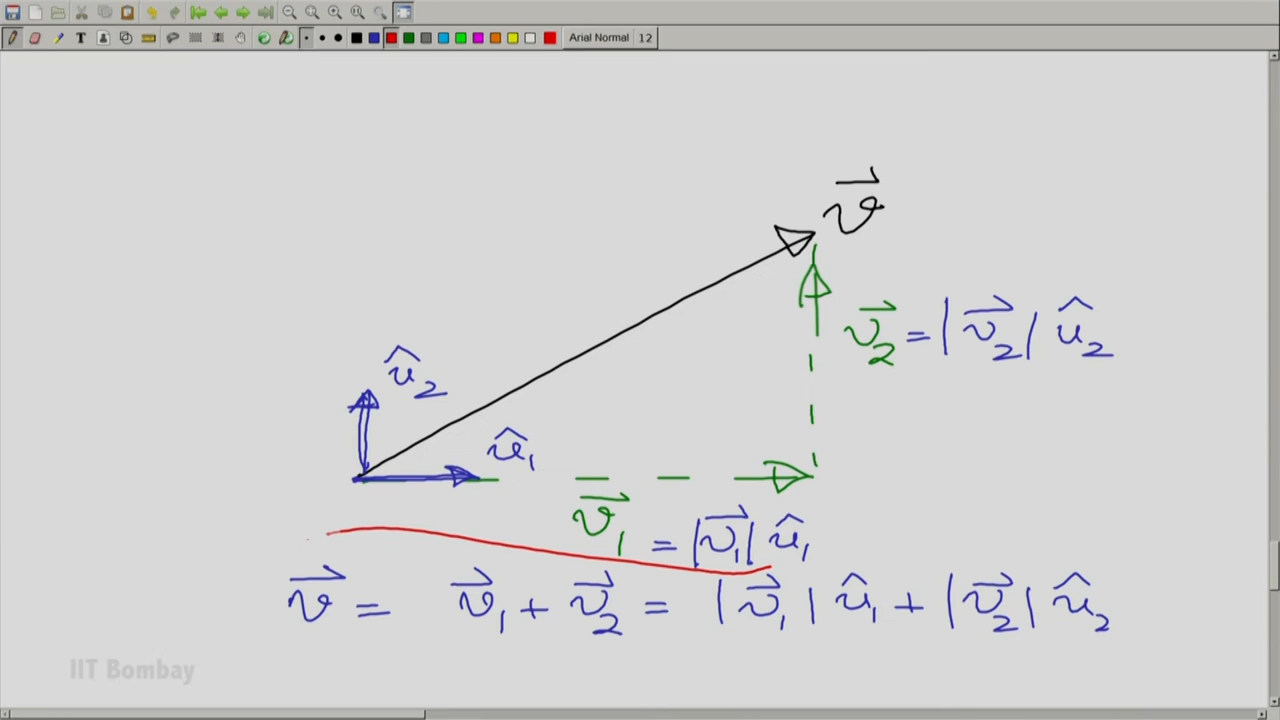 T
Arial Normal 12
v⃗
v⃗₂ = |v⃗₂| û₂
û₂
û₁
v⃗₁ = |v⃗₁| û₁
v⃗ = v⃗₁ + v⃗₂ = |v⃗₁| û₁ + |v⃗₂| û₂
IIT Bombay